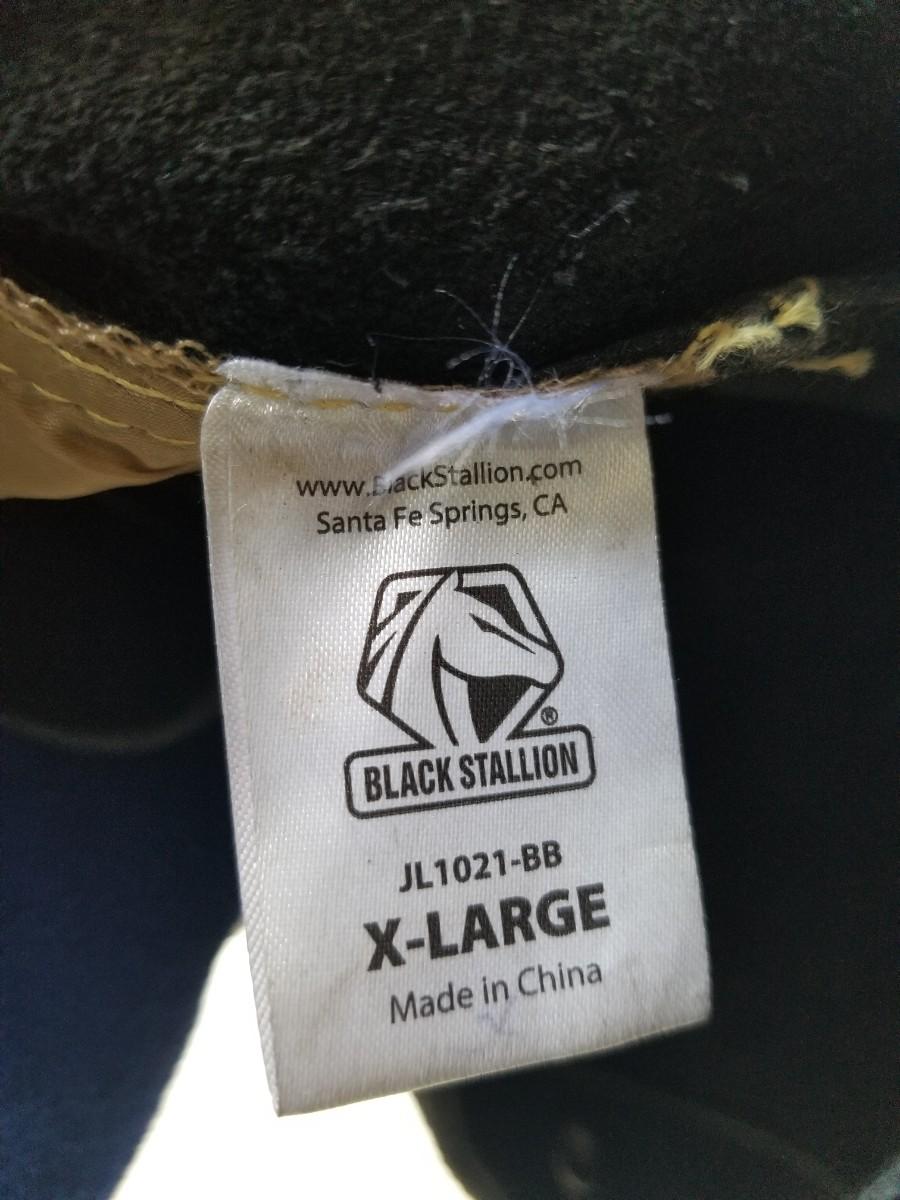 www.BlackStallion.com
Santa Fe Springs, CA
®
BLACK STALLION
JL1021-BB
X-LARGE
Made in China